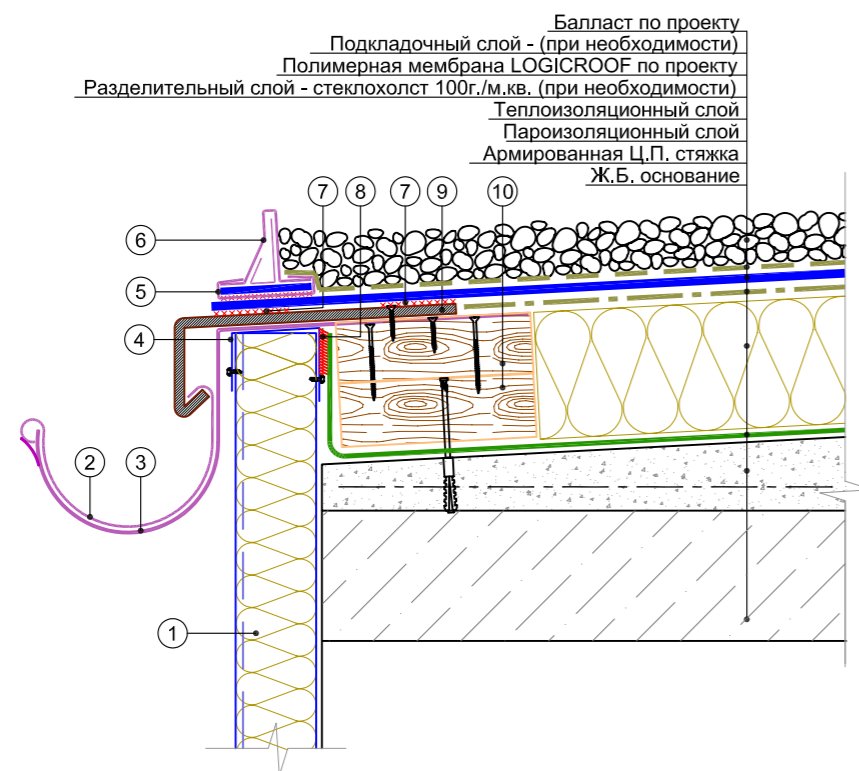 Балласт по проекту
Подкладочный слой - (при необходимости)
Полимерная мембрана LOGICROOF по проекту
Разделительный слой - стеклохолст 100г./м.кв. (при необходимости)
Теплоизоляционный слой
Пароизоляционный слой
Армированная Ц.П. стяжка
Ж.Б. основание
7 8 7 9 10
6
5
4
2 3
1